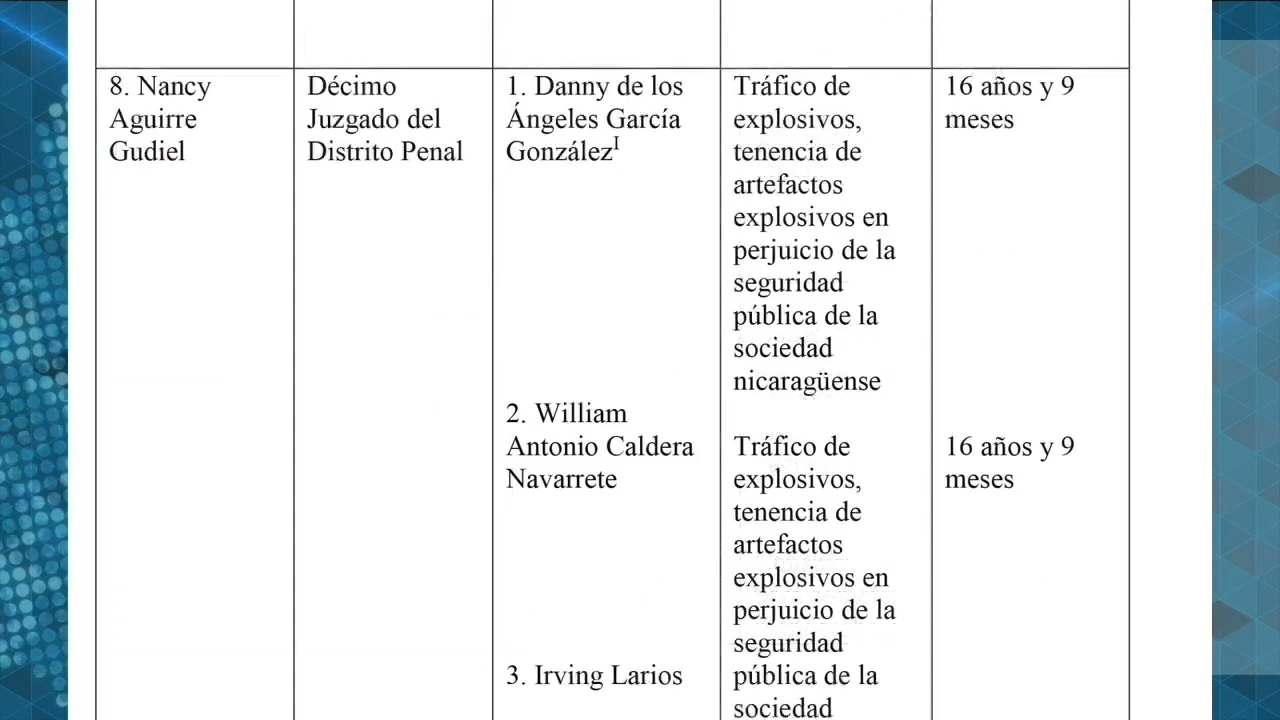 8. Nancy
Aguirre
Gudiel
Décimo
Juzgado del
Distrito Penal
1. Danny de los
Ángeles García
González^I
Tráfico de
explosivos,
tenencia de
artefactos
explosivos en
perjuicio de la
seguridad
pública de la
sociedad
nicaragüense
16 años y 9
meses
2. William
Antonio Caldera
Navarrete
Tráfico de
explosivos,
tenencia de
artefactos
explosivos en
perjuicio de la
seguridad
pública de la
sociedad
16 años y 9
meses
3. Irving Larios